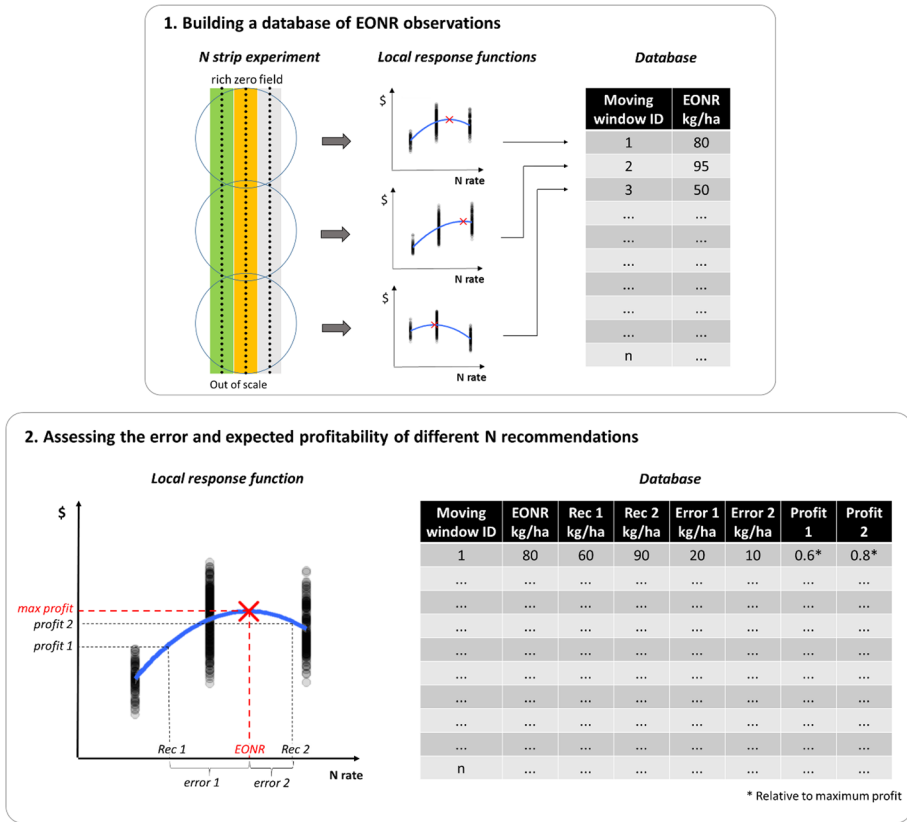 1. Building a database of EONR observations
N strip experiment
Local response functions
Database
rich zero field
Out of scale
$
N rate
$
N rate
$
N rate
Moving window ID | EONR kg/ha
1 | 80
2 | 95
3 | 50
... | ...
... | ...
... | ...
... | ...
... | ...
... | ...
n | ...
2. Assessing the error and expected profitability of different N recommendations
Local response function
$
max profit
profit 2
profit 1
Rec 1
EONR
Rec 2
N rate
error 1
error 2
Database
Moving window ID | EONR kg/ha | Rec 1 kg/ha | Rec 2 kg/ha | Error 1 kg/ha | Error 2 kg/ha | Profit 1 | Profit 2
1 | 80 | 60 | 90 | 20 | 10 | 0.6* | 0.8*
... | ... | ... | ... | ... | ... | ... | ...
... | ... | ... | ... | ... | ... | ... | ...
... | ... | ... | ... | ... | ... | ... | ...
... | ... | ... | ... | ... | ... | ... | ...
... | ... | ... | ... | ... | ... | ... | ...
... | ... | ... | ... | ... | ... | ... | ...
... | ... | ... | ... | ... | ... | ... | ...
... | ... | ... | ... | ... | ... | ... | ...
n | ... | ... | ... | ... | ... | ... | ...
* Relative to maximum profit